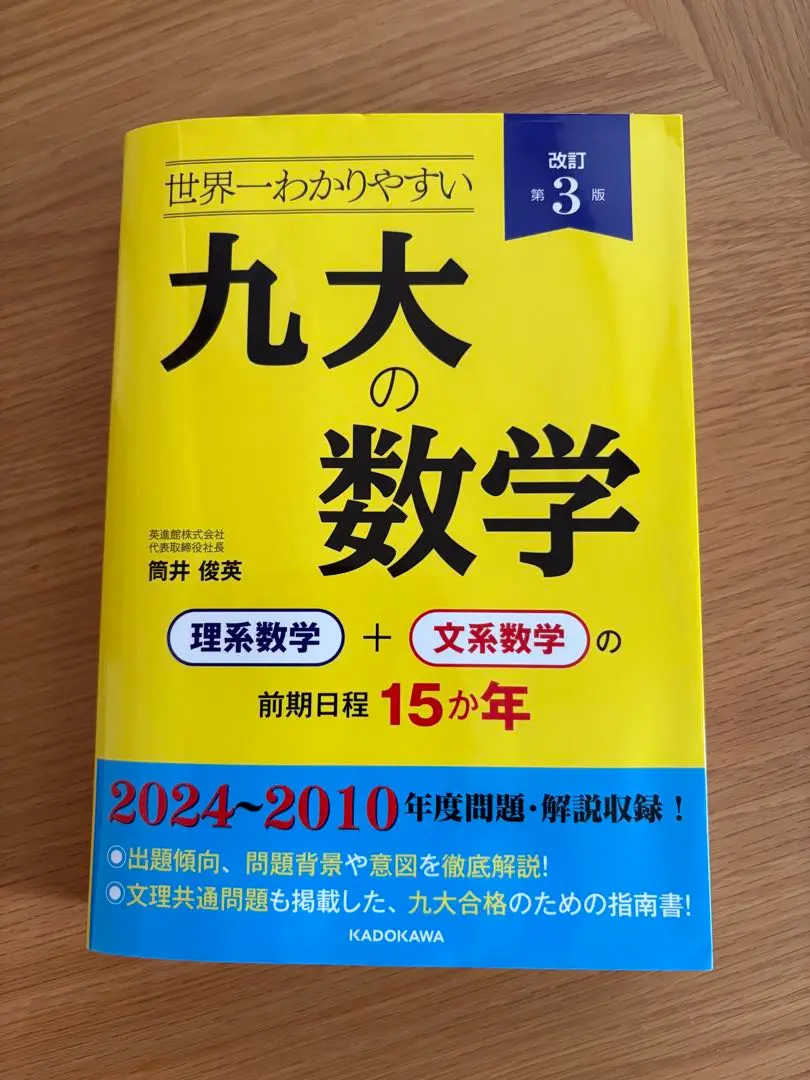 世界一わかりやすい
改訂
第3版
九大
の
数学
英進館株式会社
代表取締役社長
筒井 俊英
理系数学 + 文系数学 の
前期日程 15か年
2024~2010年度問題・解説収録!
◉出題傾向、問題背景や意図を徹底解説!
◉文理共通問題も掲載した、九大合格のための指南書!
KADOKAWA